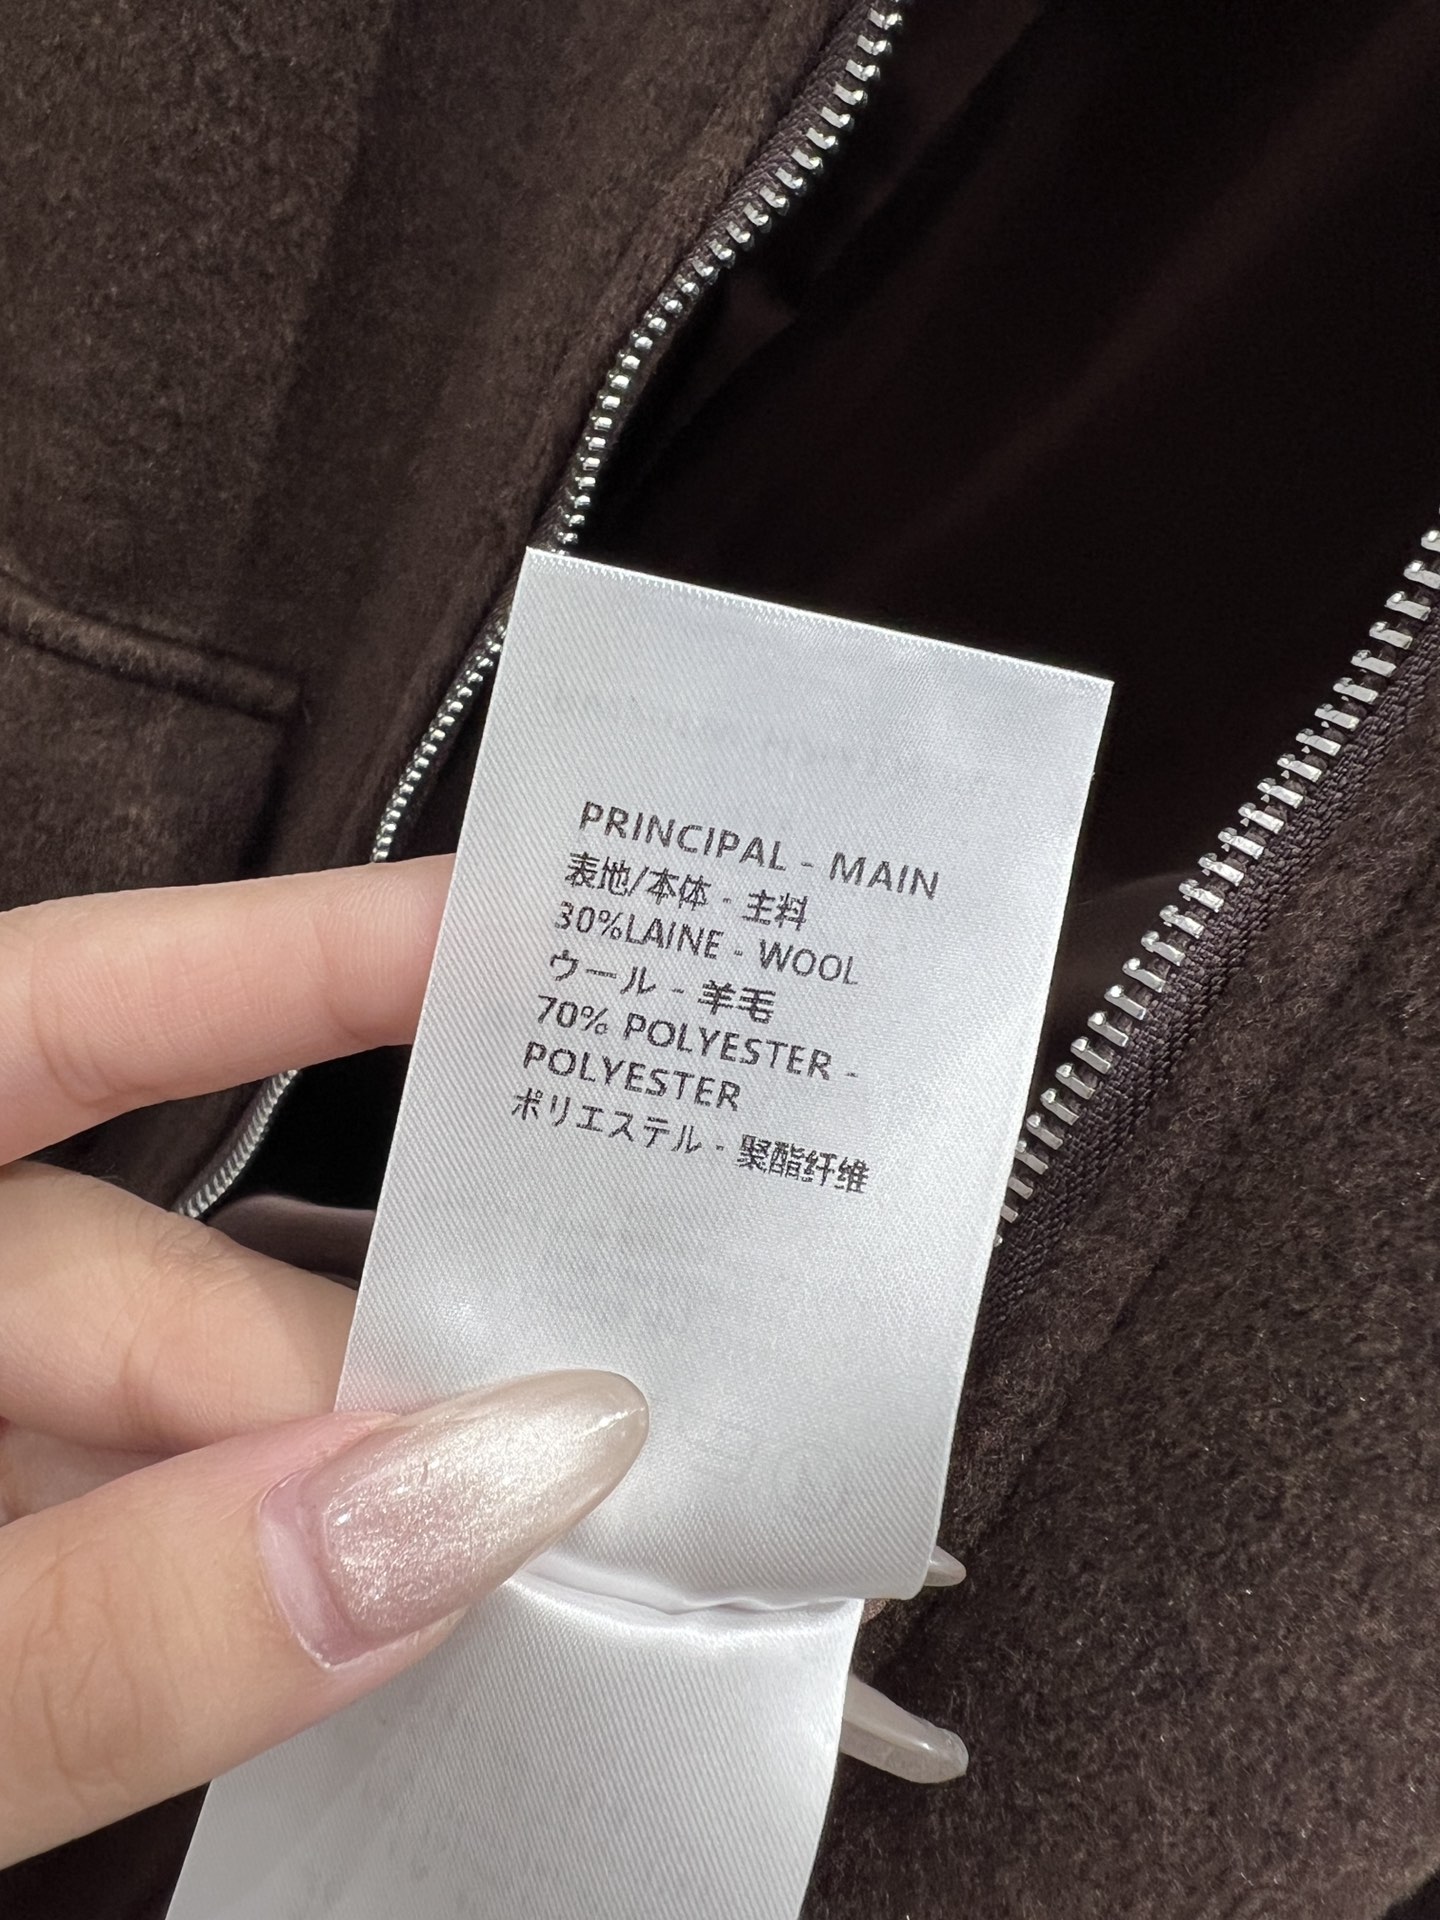 PRINCIPAL - MAIN
表地/本体 - 主料
30%LAINE - WOOL
ウール - 羊毛
70% POLYESTER -
POLYESTER
ポリエステル - 聚酯纤维